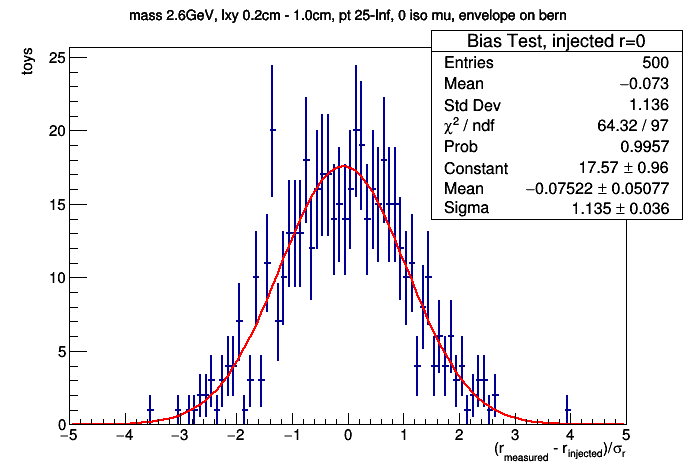 mass 2.6GeV, lxy 0.2cm - 1.0cm, pt 25-Inf, 0 iso mu, envelope on bern
toys
Bias Test, injected r=0
Entries 500
Mean −0.073
Std Dev 1.136
χ² / ndf 64.32 / 97
Prob 0.9957
Constant 17.57 ± 0.96
Mean −0.07522 ± 0.05077
Sigma 1.135 ± 0.036
25
20
15
10
5
0
−5 −4 −3 −2 −1 0 1 2 3 4 5
(r_measured - r_injected)/σ_r